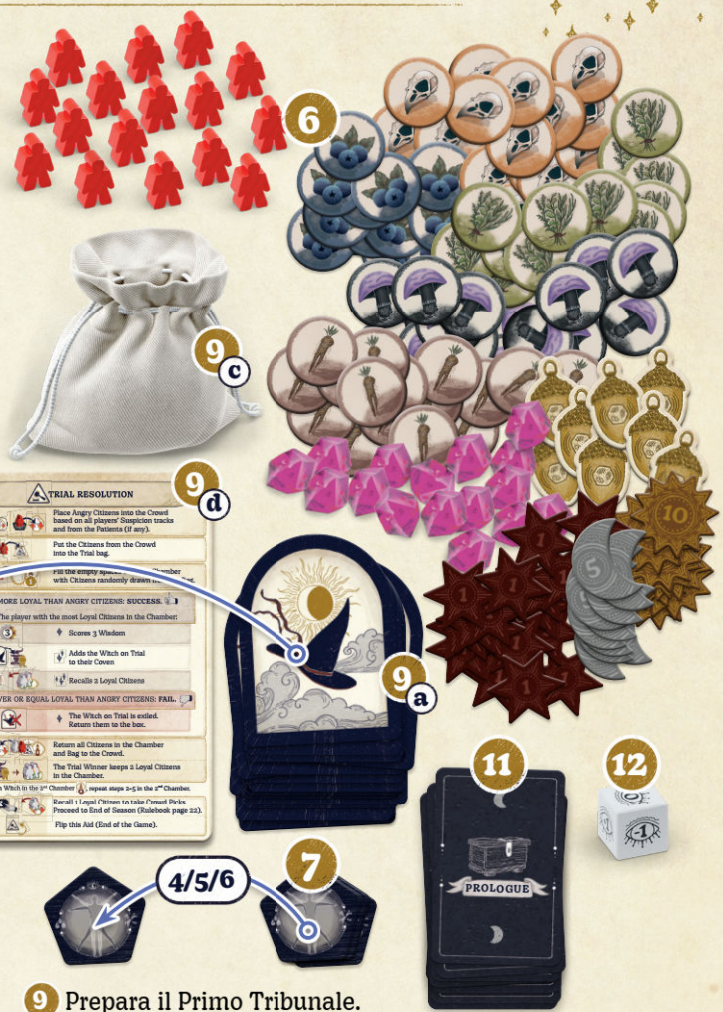 6
9
c
9
d
TRIAL RESOLUTION
Place Angry Citizens into the Crowd
based on all players' Suspicion tracks
and from the Patients (if any).
Put the Citizens from the Crowd
into the Trial bag.
Fill the empty
with Citizens randomly drawn
MORE LOYAL THAN ANGRY CITIZENS: SUCCESS.
The player with the most Loyal Citizens in the Chamber:
3
Scores 3 Wisdom
Adds the Witch on Trial
to their Coven
Recalls 2 Loyal Citizens
OR EQUAL LOYAL THAN ANGRY CITIZENS: FAIL.
The Witch on Trial is exiled.
Return them to the box.
Return all Citizens in the Chamber
and Bag to the Crowd.
The Trial Winner keeps 2 Loyal Citizens
in the Chamber.
Witch in the 2nd Chamber, repeat steps 2-5 in the 2nd Chamber.
Recall 1 Loyal Citizen to take Crowd Picks.
Proceed to End of Season (Rulebook page 22).
Flip this Aid (End of the Game).
10
5
1
1
1
1
9
a
11
12
PROLOGUE
-1
4/5/6
7
9 Prepara il Primo Tribunale.